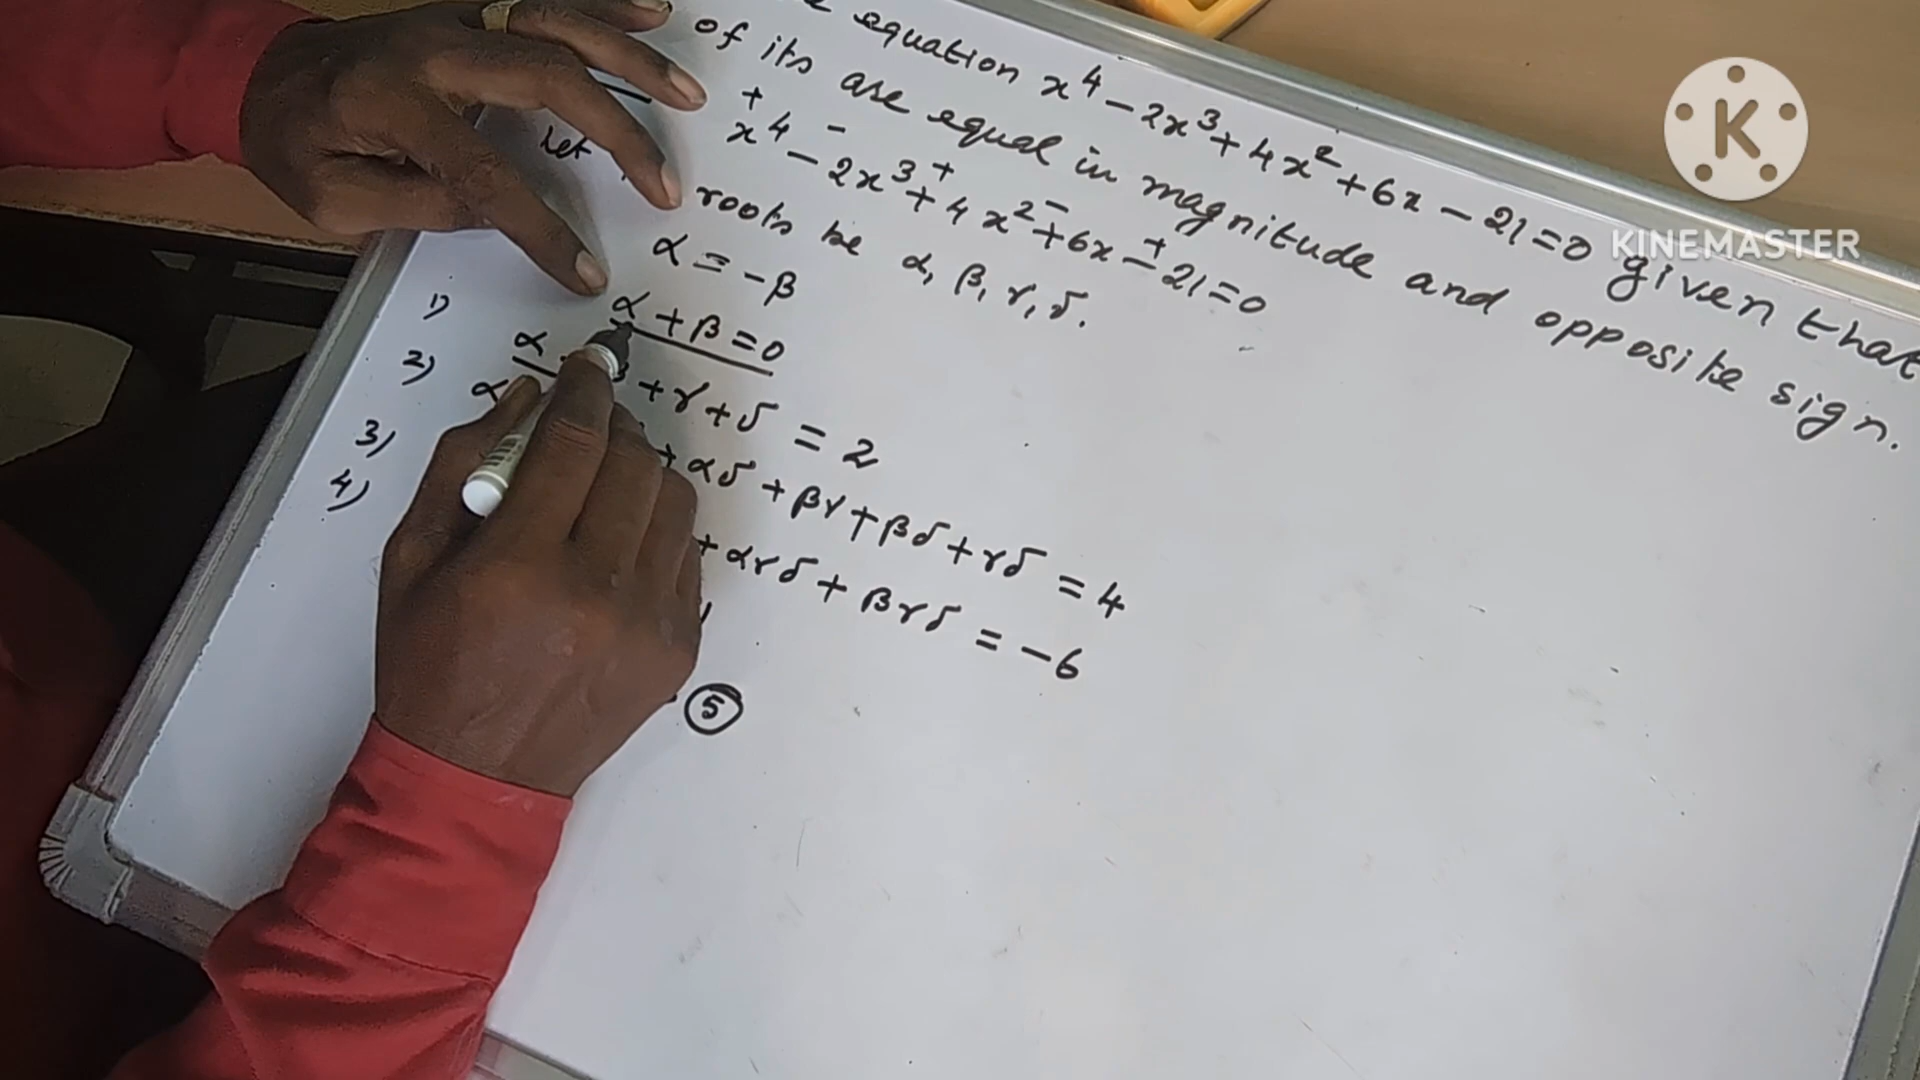 equation x⁴ - 2x³ + 4x² + 6x - 21 = 0 given that
of its are equal in magnitude and opposite sign.
+ - + - +
x⁴ - 2x³ + 4x² + 6x - 21 = 0
Let roots be α, β, γ, δ.
α = -β
α + β = 0
1) α β + γ + δ = 2
2) α + αδ + βγ + βδ + γδ = 4
3) + αγδ + βγδ = -6
4)
5
K
KINEMASTER